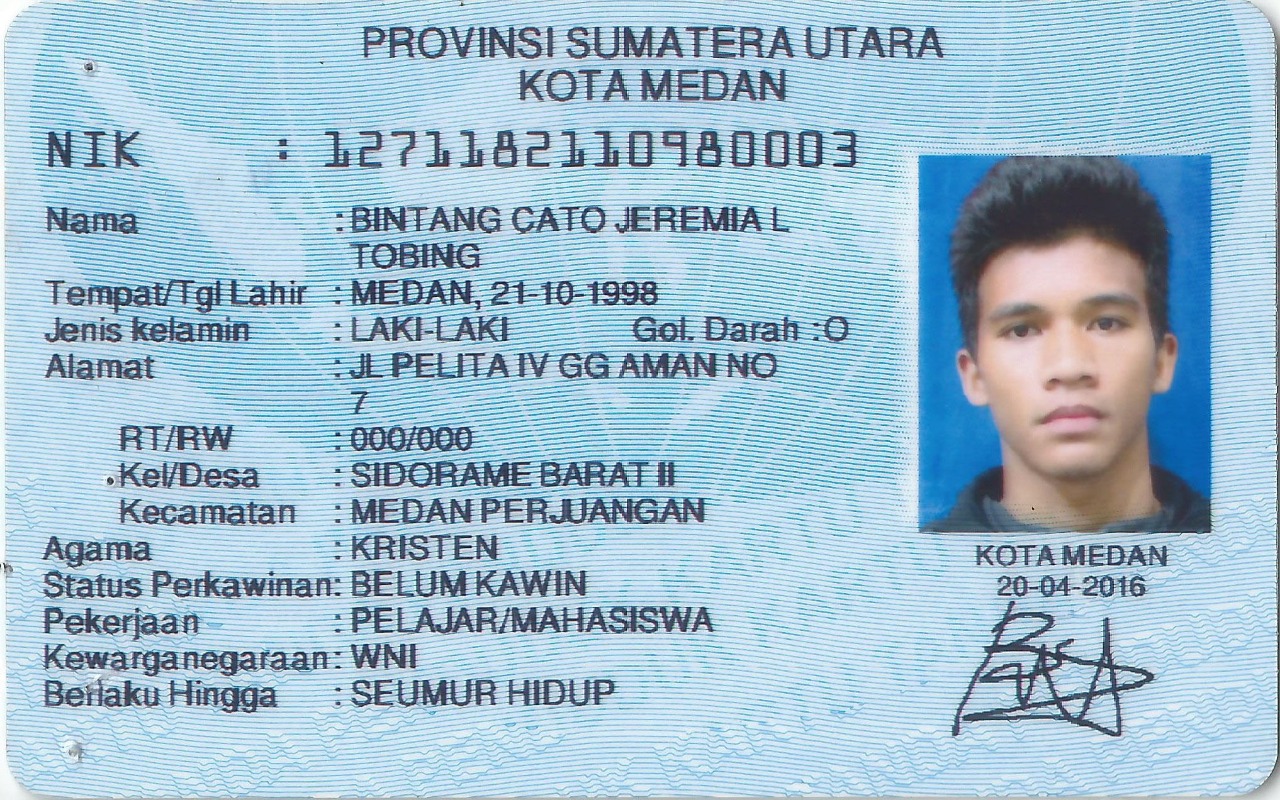 PROVINSI SUMATERA UTARA
KOTA MEDAN
NIK : 1271182110980003
Nama : BINTANG CATO JEREMIA L
TOBING
Tempat/Tgl Lahir : MEDAN, 21-10-1998
Jenis kelamin : LAKI-LAKI Gol. Darah : O
Alamat : JL PELITA IV GG AMAN NO
7
RT/RW : 000/000
Kel/Desa : SIDORAME BARAT II
Kecamatan : MEDAN PERJUANGAN
Agama : KRISTEN
Status Perkawinan: BELUM KAWIN
Pekerjaan : PELAJAR/MAHASISWA
Kewarganegaraan: WNI
Berlaku Hingga : SEUMUR HIDUP
KOTA MEDAN
20-04-2016